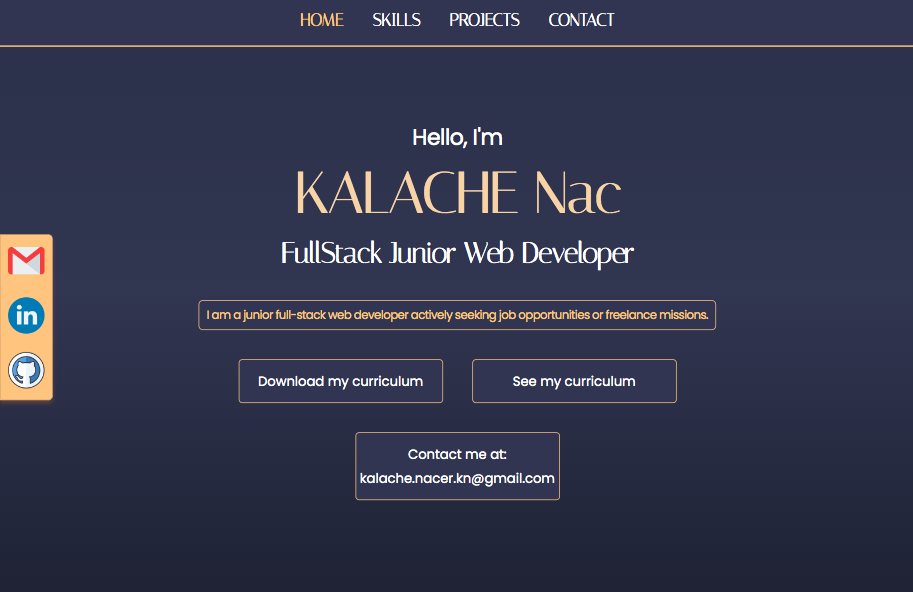 HOME SKILLS PROJECTS CONTACT
Hello, I'm
KALACHE Nac
FullStack Junior Web Developer
I am a junior full-stack web developer actively seeking job opportunities or freelance missions.
in
Download my curriculum See my curriculum
Contact me at:
kalache.nacer.kn@gmail.com